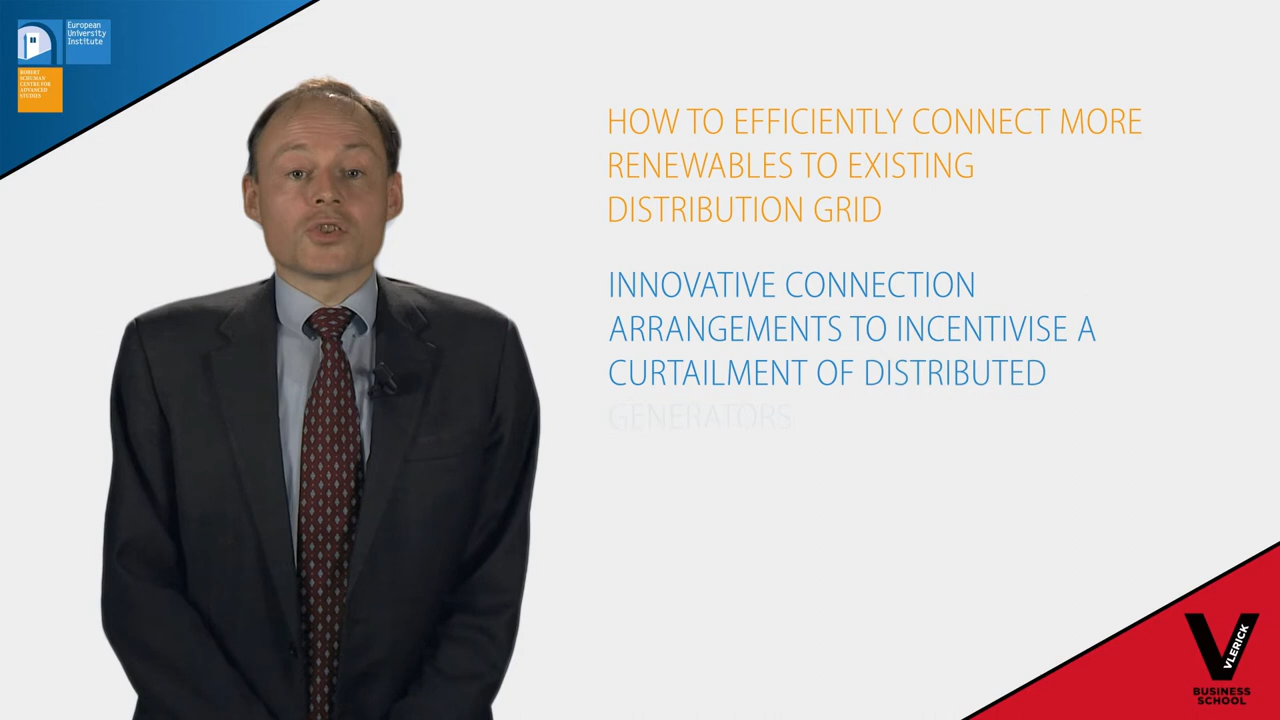 European
University
Institute
ROBERT
SCHUMAN
CENTRE FOR
ADVANCED
STUDIES
HOW TO EFFICIENTLY CONNECT MORE
RENEWABLES TO EXISTING
DISTRIBUTION GRID
INNOVATIVE CONNECTION
ARRANGEMENTS TO INCENTIVISE A
CURTAILMENT OF DISTRIBUTED
GENERATORS
VLERICK
BUSINESS
SCHOOL